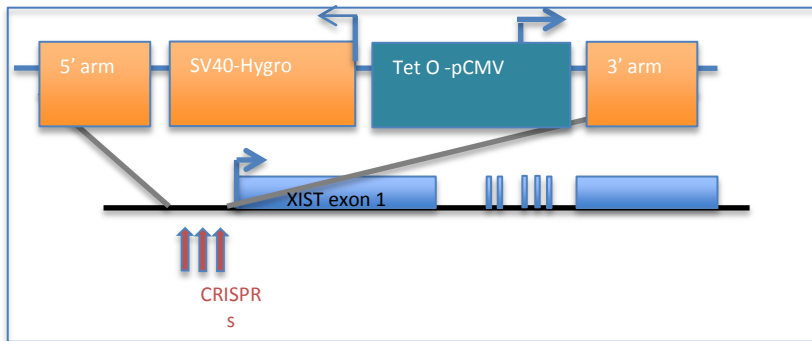 5' arm
SV40-Hygro
Tet O -pCMV
3' arm
XIST exon 1
CRISPR
s